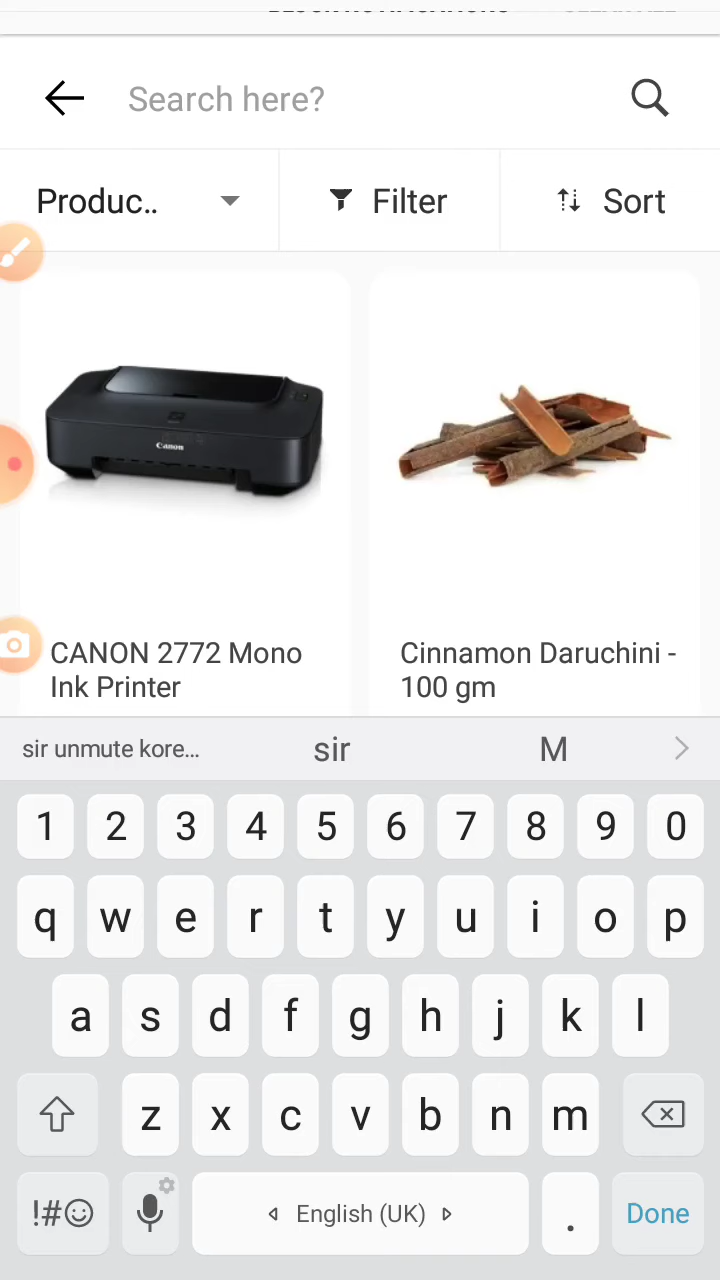 Search here?
Produc..
Filter
Sort
Canon
CANON 2772 Mono
Ink Printer
Cinnamon Daruchini -
100 gm
sir unmute kore... sir M
1 2 3 4 5 6 7 8 9 0
q w e r t y u i o p
a s d f g h j k l
z x c v b n m
!#☺ English (UK) . Done